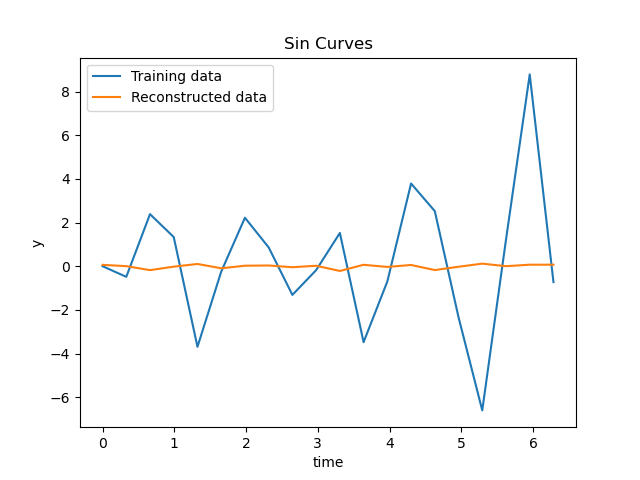 Sin Curves
Training data
Reconstructed data
8
6
4
2
0
−2
−4
−6
y
0 1 2 3 4 5 6
time